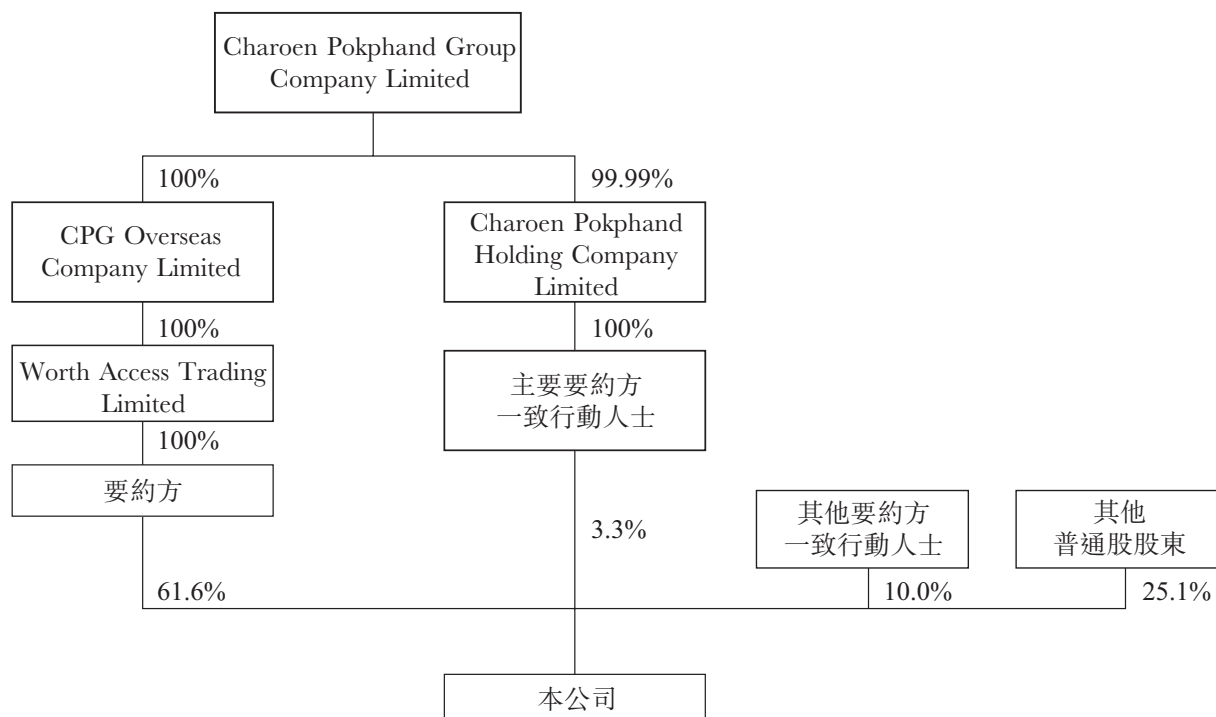 Charoen Pokphand Group
Company Limited
100%
99.99%
CPG Overseas
Company Limited
Charoen Pokphand
Holding Company
Limited
100%
100%
Worth Access Trading
Limited
主要要約方
一致行動人士
100%
要約方
3.3%
其他要約方
一致行動人士
其他
普通股股東
61.6%
10.0%
25.1%
本公司